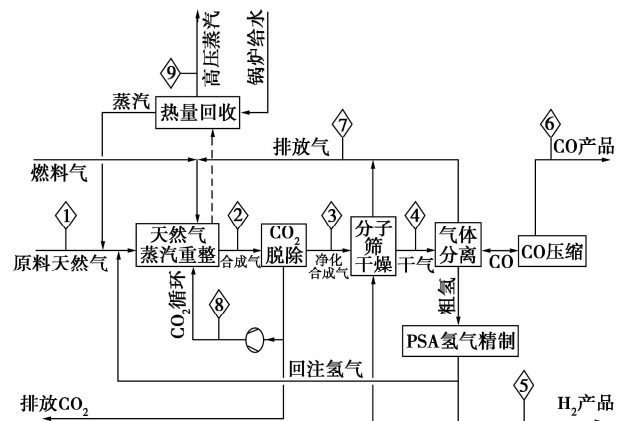 ⑨
高压蒸汽
锅炉给水
蒸汽
热量回收
⑦
排放气
⑥
CO产品
燃料气
①
原料天然气
天然气
蒸汽重整
②
合成气
CO₂
脱除
③
净化
合成气
分子
筛
干燥
④
干气
气体
分离
CO
CO压缩
粗氢
CO₂循环
⑧
PSA氢气精制
回注氢气
⑤
排放CO₂
H₂产品